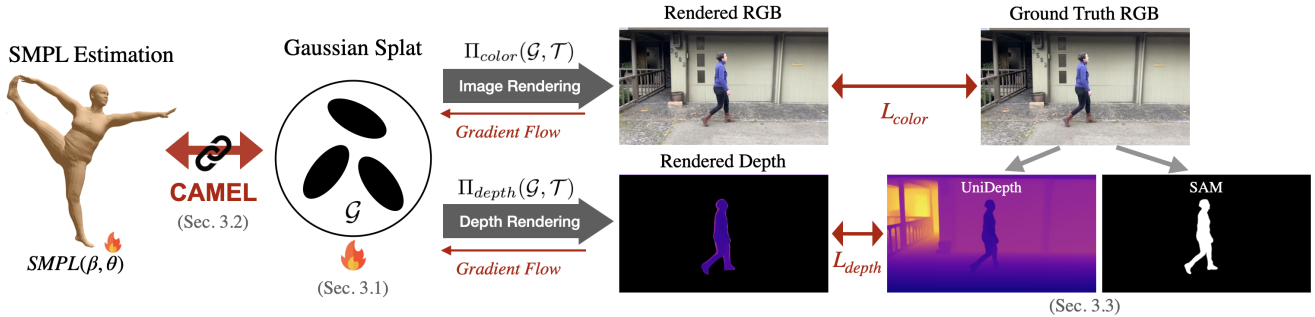 SMPL Estimation
SMPL(β, θ)
CAMEL
(Sec. 3.2)
Gaussian Splat
𝒢
(Sec. 3.1)
Π_color(𝒢, 𝒯)
Image Rendering
Gradient Flow
Π_depth(𝒢, 𝒯)
Depth Rendering
Gradient Flow
Rendered RGB
Rendered Depth
L_color
L_depth
Ground Truth RGB
UniDepth
SAM
(Sec. 3.3)